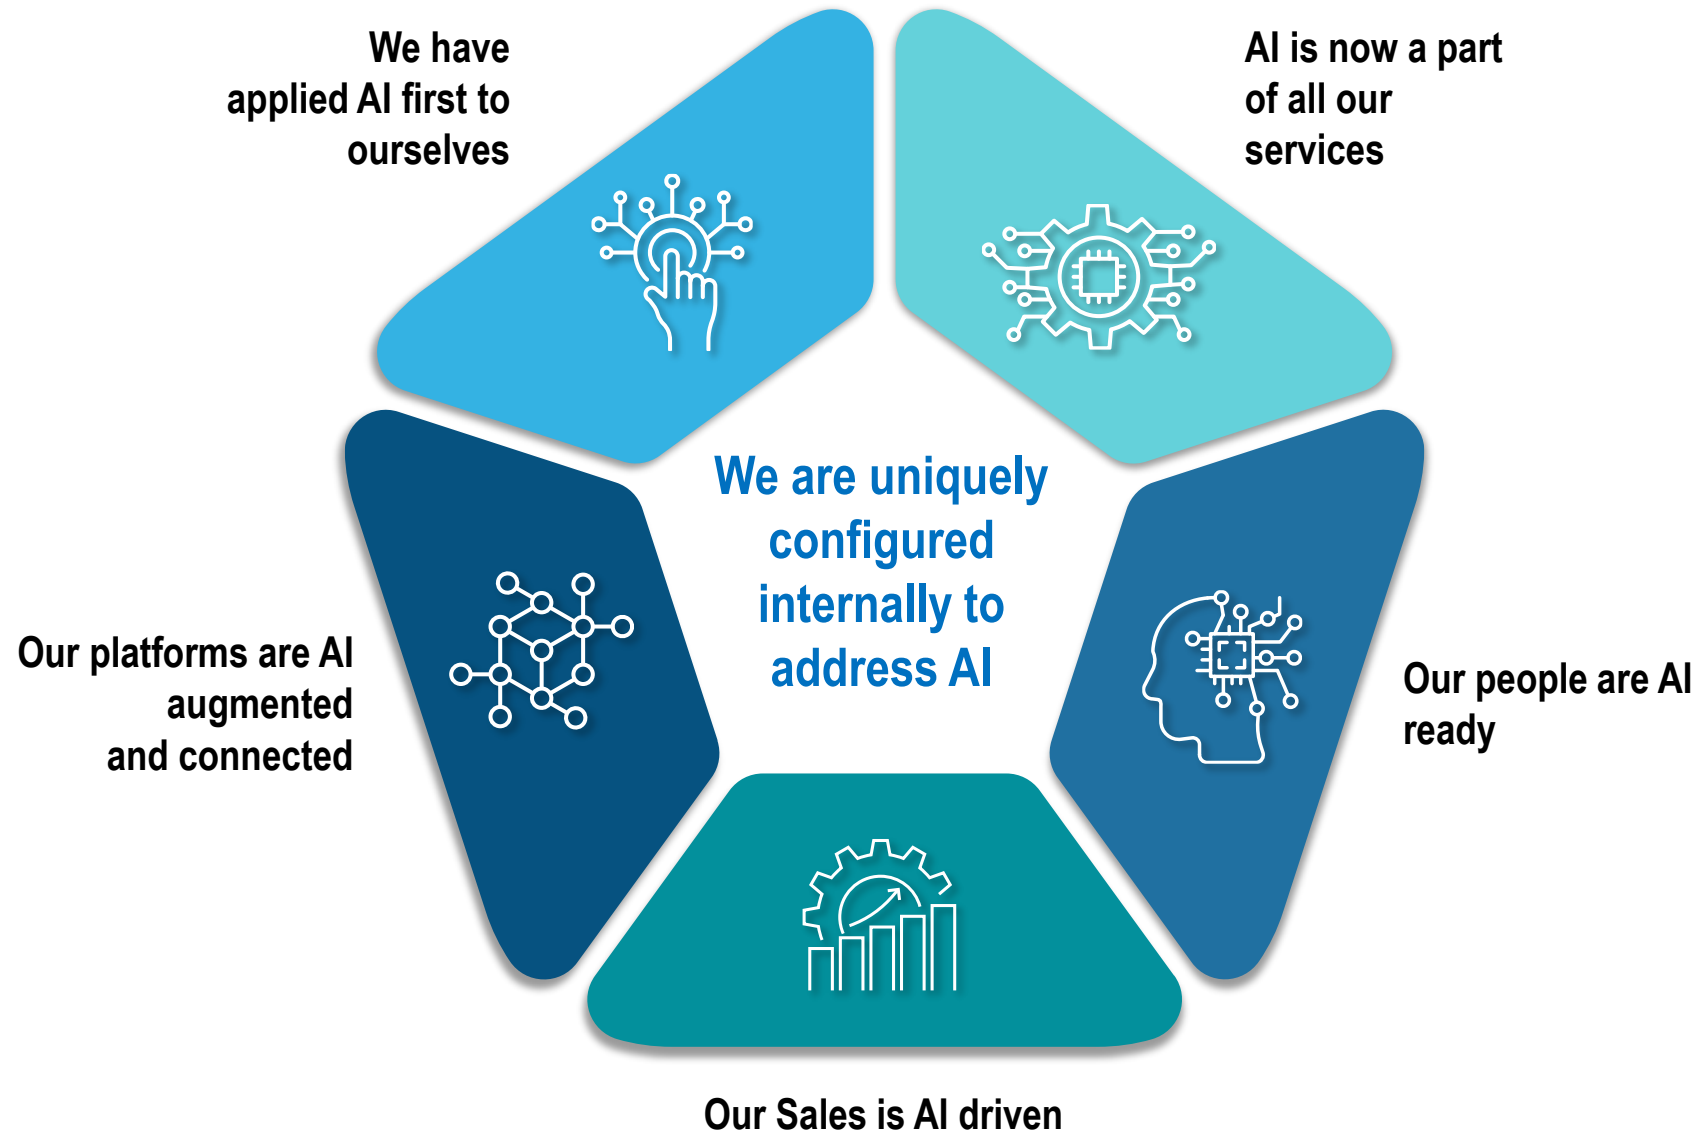 We have
applied AI first to
ourselves
AI is now a part
of all our
services
We are uniquely
configured
internally to
address AI
Our platforms are AI
augmented
and connected
Our people are AI
ready
Our Sales is AI driven